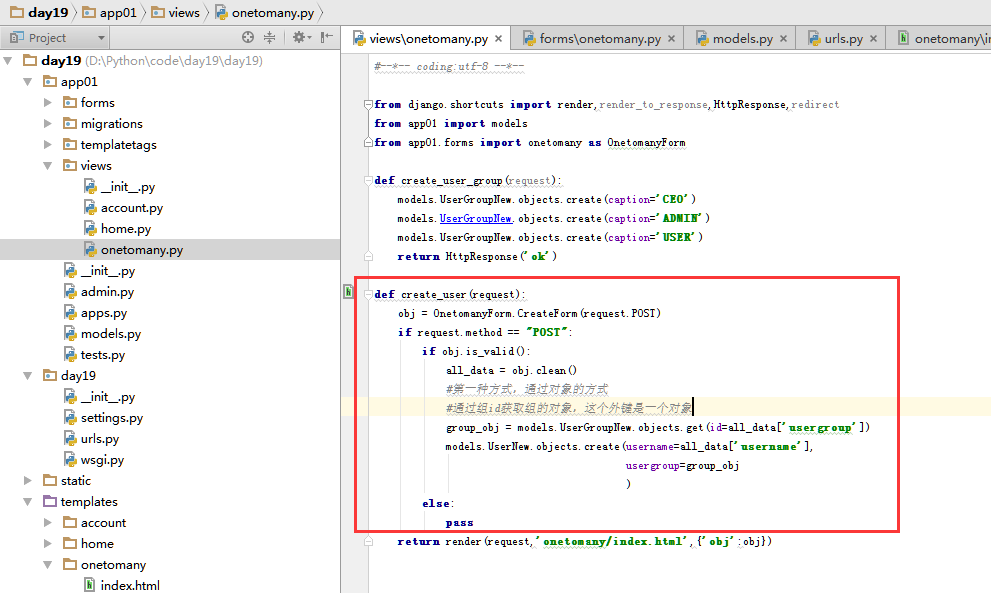 day19 app01 views onetomany.py
Project
views\onetomany.py × forms\onetomany.py × models.py × urls.py × onetomany\in
day19 (D:\Python\code\day19\day19)
app01
forms
migrations
templatetags
views
__init__.py
account.py
home.py
onetomany.py
__init__.py
admin.py
apps.py
models.py
tests.py
day19
__init__.py
settings.py
urls.py
wsgi.py
static
templates
account
home
onetomany
index.html
#--*-- coding:utf-8 --*--
from django.shortcuts import render,render_to_response,HttpResponse,redirect
from app01 import models
from app01.forms import onetomany as OnetomanyForm
def create_user_group(request):
models.UserGroupNew.objects.create(caption='CEO')
models.UserGroupNew.objects.create(caption='ADMIN')
models.UserGroupNew.objects.create(caption='USER')
return HttpResponse('ok')
def create_user(request):
obj = OnetomanyForm.CreateForm(request.POST)
if request.method == "POST":
if obj.is_valid():
all_data = obj.clean()
#第一种方式，通过对象的方式
#通过组id获取组的对象，这个外键是一个对象
group_obj = models.UserGroupNew.objects.get(id=all_data['usergroup'])
models.UserNew.objects.create(username=all_data['username'],
usergroup=group_obj
)
else:
pass
return render(request,'onetomany/index.html',{'obj':obj})